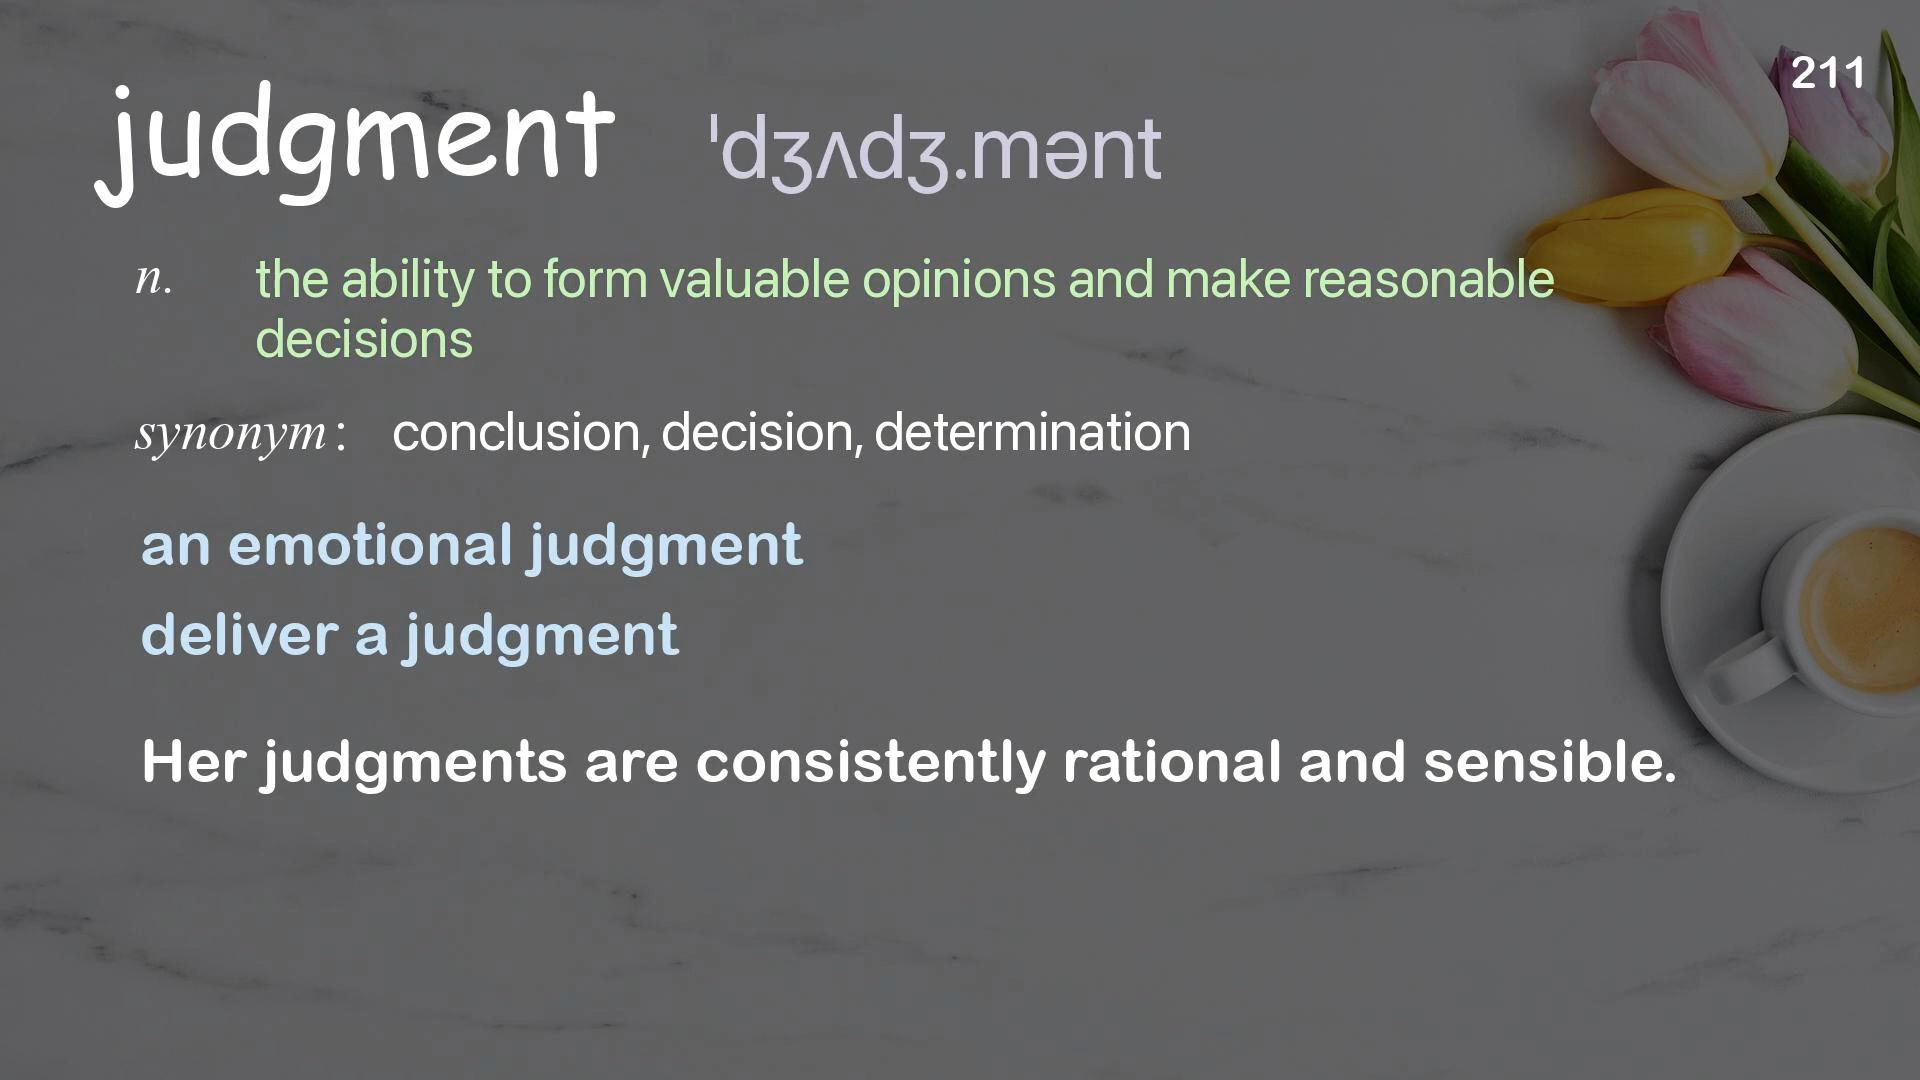 211
judgment ˈdʒʌdʒ.mənt
n. the ability to form valuable opinions and make reasonable
decisions
synonym: conclusion, decision, determination
an emotional judgment
deliver a judgment
Her judgments are consistently rational and sensible.